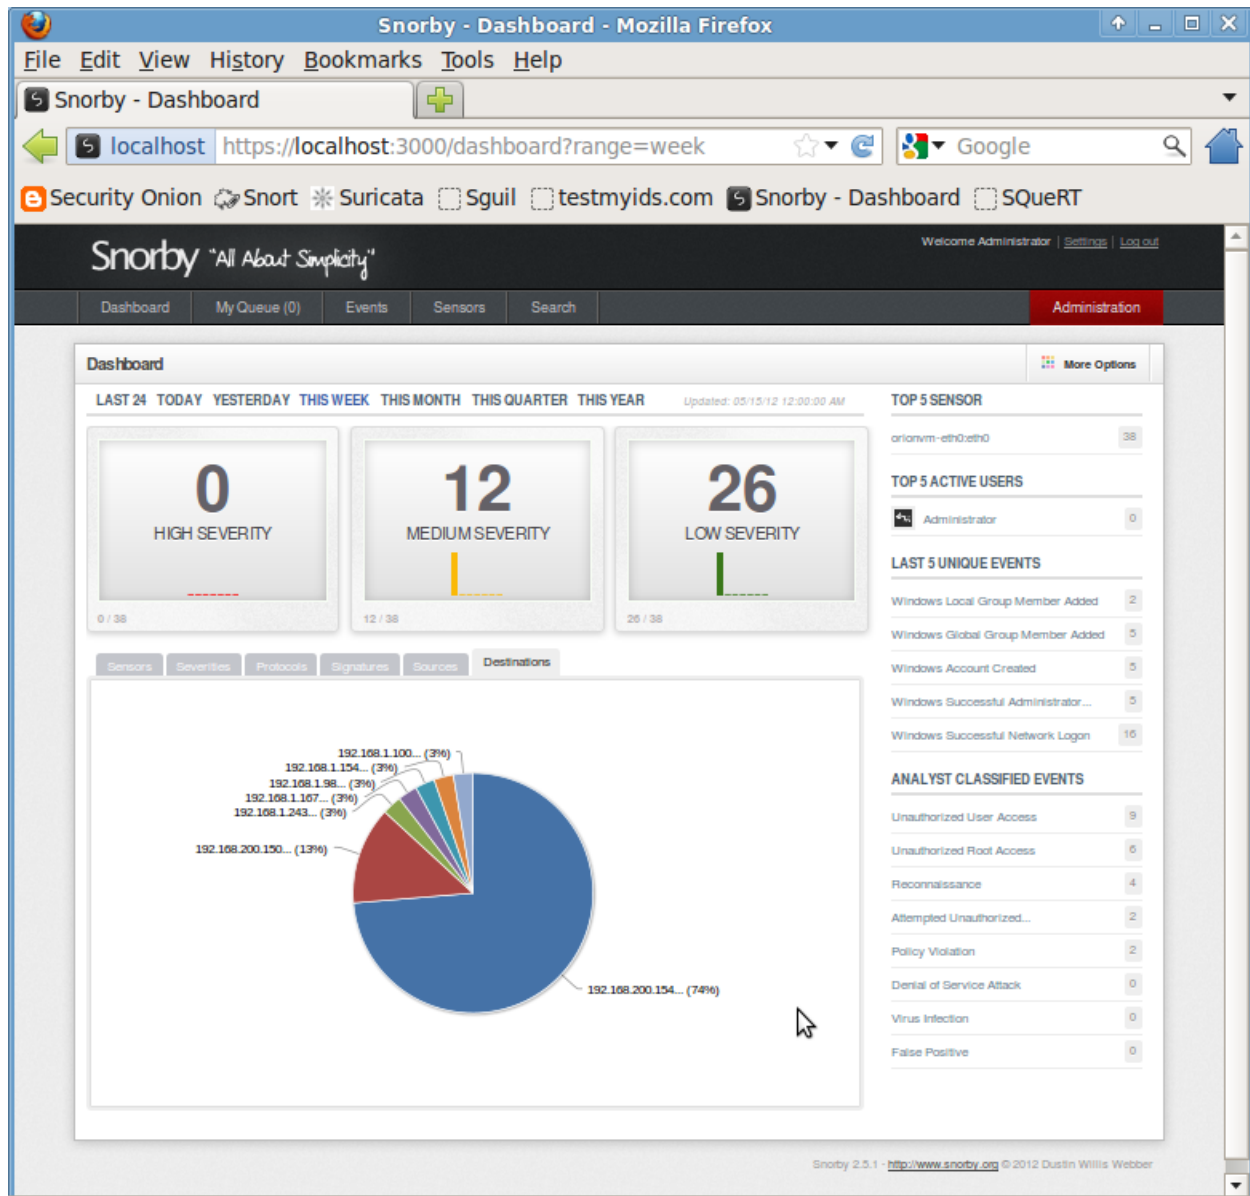 Snorby - Dashboard - Mozilla Firefox
File Edit View History Bookmarks Tools Help
Snorby - Dashboard
localhost https://localhost:3000/dashboard?range=week Google
Security Onion Snort Suricata Sguil testmyids.com Snorby - Dashboard SQueRT
Snorby "All About Simplicity"
Welcome Administrator | Settings | Log out
Dashboard My Queue (0) Events Sensors Search Administration
Dashboard More Options
LAST 24 TODAY YESTERDAY THIS WEEK THIS MONTH THIS QUARTER THIS YEAR Updated: 05/15/12 12:00:00 AM
0
HIGH SEVERITY
0 / 38
12
MEDIUM SEVERITY
12 / 38
26
LOW SEVERITY
26 / 38
Sensors Severities Protocols Signatures Sources Destinations
192.168.1.100... (3%)
192.168.1.154... (3%)
192.168.1.98... (3%)
192.168.1.167... (3%)
192.168.1.243... (3%)
192.168.200.150... (13%)
192.168.200.154... (74%)
TOP 5 SENSOR
orionvm-eth0:eth0 38
TOP 5 ACTIVE USERS
Administrator 0
LAST 5 UNIQUE EVENTS
Windows Local Group Member Added 2
Windows Global Group Member Added 5
Windows Account Created 5
Windows Successful Administrator... 5
Windows Successful Network Logon 16
ANALYST CLASSIFIED EVENTS
Unauthorized User Access 9
Unauthorized Root Access 6
Reconnaissance 4
Attempted Unauthorized... 2
Policy Violation 2
Denial of Service Attack 0
Virus Infection 0
False Positive 0
Snorby 2.5.1 - http://www.snorby.org © 2012 Dustin Willis Webber